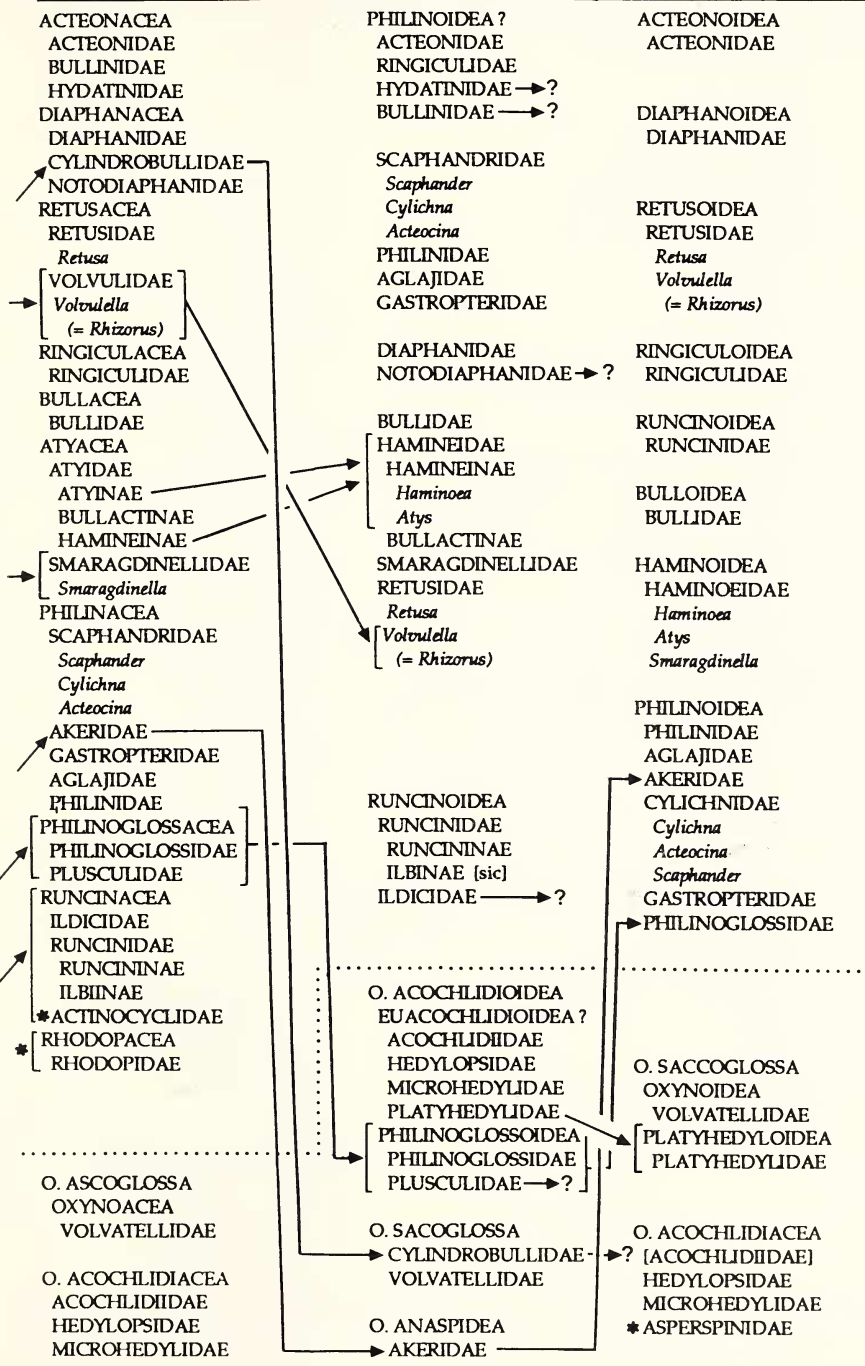 ACTEONACEA
ACTEONIDAE
BULLINIDAE
HYDATINIDAE
DIAPHANACEA
DIAPHANIDAE
CYLINDROBULLIDAE
NOTODIAPHANIDAE
RETUSACEA
RETUSIDAE
Retusa
VOLVULIDAE
Volvulella
(= Rhizorus)
RINGICULACEA
RINGICULIDAE
BULLACEA
BULLIDAE
ATYACEA
ATYIDAE
ATYINAE
BULLACTINAE
HAMINEINAE
SMARAGDINELLIDAE
Smaragdinella
PHILINACEA
SCAPHANDRIDAE
Scaphander
Cylichna
Acteocina
AKERIDAE
GASTROPTERIDAE
AGLAJIDAE
PHILINIDAE
PHILINOGLOSSACEA
PHILINOGLOSSIDAE
PLUSCULIDAE
RUNCINACEA
ILDICIDAE
RUNCINIDAE
RUNCININAE
ILBIINAE
*ACTINOCYCLIDAE
* RHODOPACEA
RHODOPIDAE
O. ASCOGLOSSA
OXYNOACEA
VOLVATELLIDAE
O. ACOCHLIDIACEA
ACOCHLIDIIDAE
HEDYLOPSIDAE
MICROHEDYLIDAE
PHILINOIDEA ?
ACTEONIDAE
RINGICULIDAE
HYDATINIDAE → ?
BULLINIDAE → ?
SCAPHANDRIDAE
Scaphander
Cylichna
Acteocina
PHILINIDAE
AGLAJIDAE
GASTROPTERIDAE
DIAPHANIDAE
NOTODIAPHANIDAE → ?
BULLIDAE
HAMINEIDAE
HAMINEINAE
Haminoea
Atys
BULLACTINAE
SMARAGDINELLIDAE
RETUSIDAE
Retusa
Volvulella
(= Rhizorus)
RUNCINOIDEA
RUNCINIDAE
RUNCININAE
ILBINAE [sic]
ILDICIDAE → ?
O. ACOCHLIDIOIDEA
EUACOCHLIDIOIDEA ?
ACOCHLIDIIDAE
HEDYLOPSIDAE
MICROHEDYLIDAE
PLATYHEDYLIDAE
PHILINOGLOSSOIDEA
PHILINOGLOSSIDAE
PLUSCULIDAE → ?
O. SACOGLOSSA
CYLINDROBULLIDAE - → ?
VOLVATELLIDAE
O. ANASPIDEA
AKERIDAE
ACTEONOIDEA
ACTEONIDAE
DIAPHANOIDEA
DIAPHANIDAE
RETUSOIDEA
RETUSIDAE
Retusa
Volvulella
(= Rhizorus)
RINGICULOIDEA
RINGICULIDAE
RUNCINOIDEA
RUNCINIDAE
BULLOIDEA
BULLIDAE
HAMINOIDEA
HAMINOEIDAE
Haminoea
Atys
Smaragdinella
PHILINOIDEA
PHILINIDAE
AGLAJIDAE
AKERIDAE
CYLICHNIDAE
Cylichna
Acteocina
Scaphander
GASTROPTERIDAE
PHILINOGLOSSIDAE
O. SACCOGLOSSA
OXYNOIDEA
VOLVATELLIDAE
PLATYHEDYLOIDEA
PLATYHEDYLIDAE
O. ACOCHLIDIACEA
[ACOCHLIDIIDAE]
HEDYLOPSIDAE
MICROHEDYLIDAE
* ASPERSPINIDAE